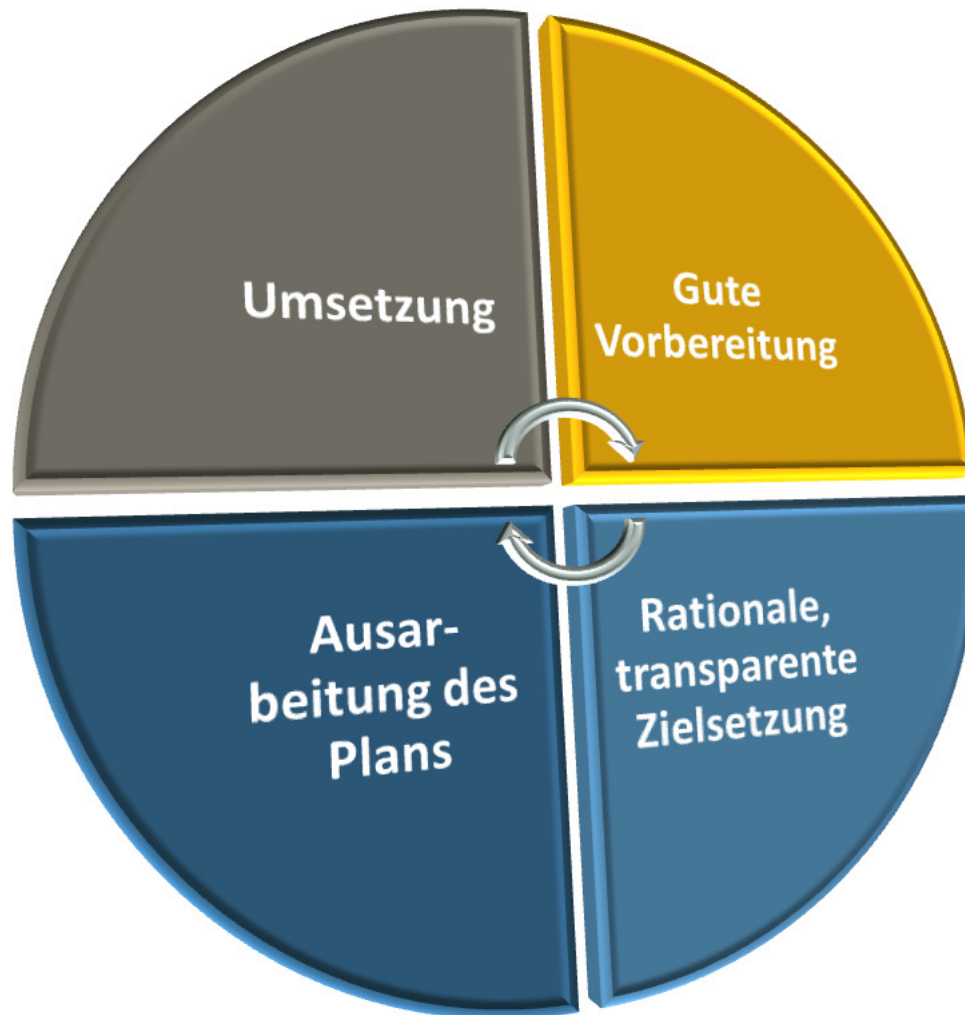 Umsetzung
Gute
Vorbereitung
Ausar-
beitung des
Plans
Rationale,
transparente
Zielsetzung